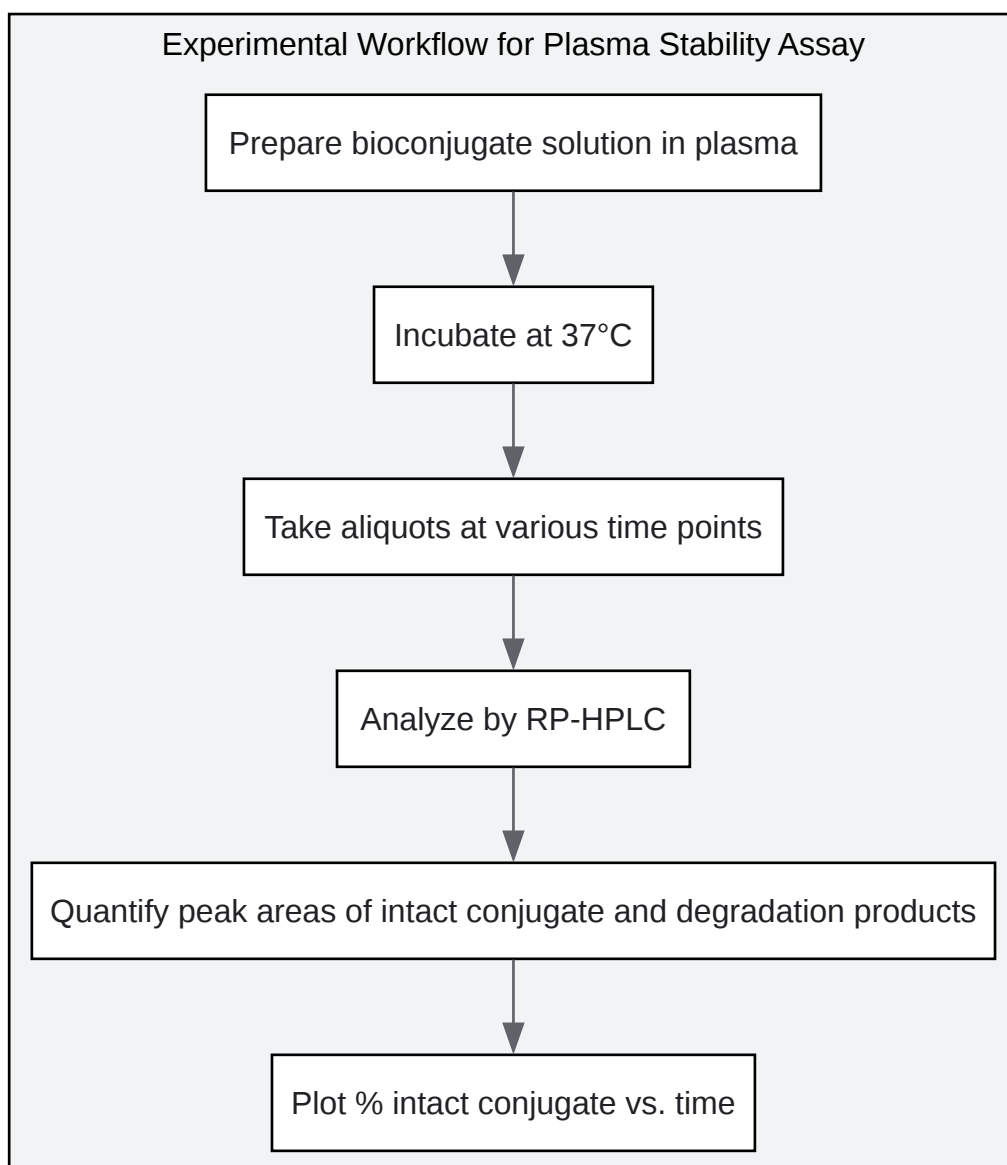 Experimental Workflow for Plasma Stability Assay
Prepare bioconjugate solution in plasma
Incubate at 37°C
Take aliquots at various time points
Analyze by RP-HPLC
Quantify peak areas of intact conjugate and degradation products
Plot % intact conjugate vs. time